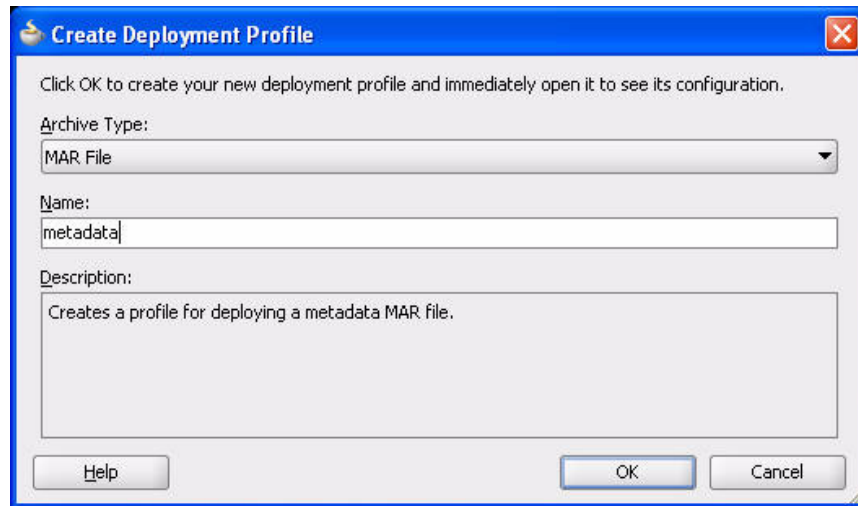 Create Deployment Profile
Click OK to create your new deployment profile and immediately open it to see its configuration.
Archive Type:
MAR File
Name:
metadata
Description:
Creates a profile for deploying a metadata MAR file.
Help
OK
Cancel